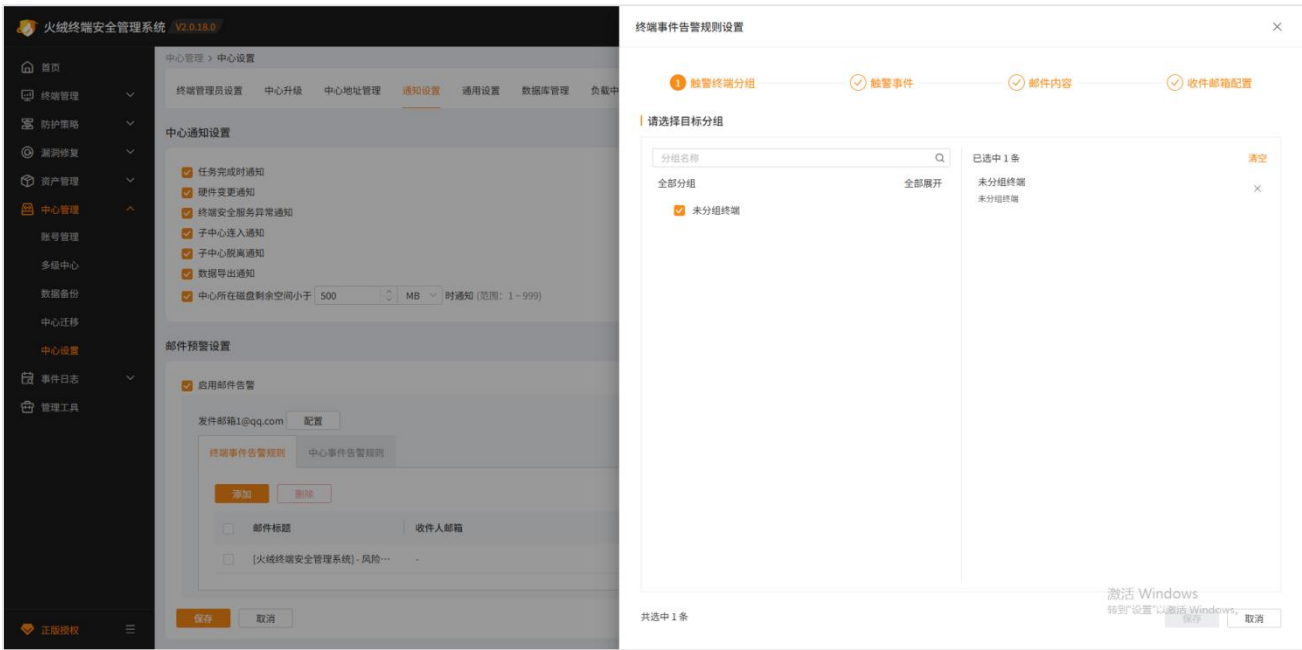 火绒终端安全管理系统 V2.0.18.0
首页
终端管理
防护策略
漏洞修复
资产管理
中心管理
账号管理
多级中心
数据备份
中心迁移
中心设置
事件日志
管理工具
正版授权
中心管理 > 中心设置
终端管理员设置 中心升级 中心地址管理 通知设置 通用设置 数据库管理 负载中
中心通知设置
任务完成时通知
硬件变更通知
终端安全服务异常通知
子中心连入通知
子中心脱离通知
数据导出通知
中心所在磁盘剩余空间小于 500 MB 时通知 (范围：1 ~ 999)
邮件预警设置
启用邮件告警
发件邮箱1@qq.com 配置
终端事件告警规则 中心事件告警规则
添加 删除
邮件标题 收件人邮箱
[火绒终端安全管理系统] - 风险… -
保存 取消
终端事件告警规则设置
1 触警终端分组 触警事件 邮件内容 收件邮箱配置
请选择目标分组
分组名称
全部分组 全部展开
未分组终端
已选中 1 条 清空
未分组终端
未分组终端
共选中 1 条
激活 Windows
转到"设置"以激活 Windows。
保存 取消